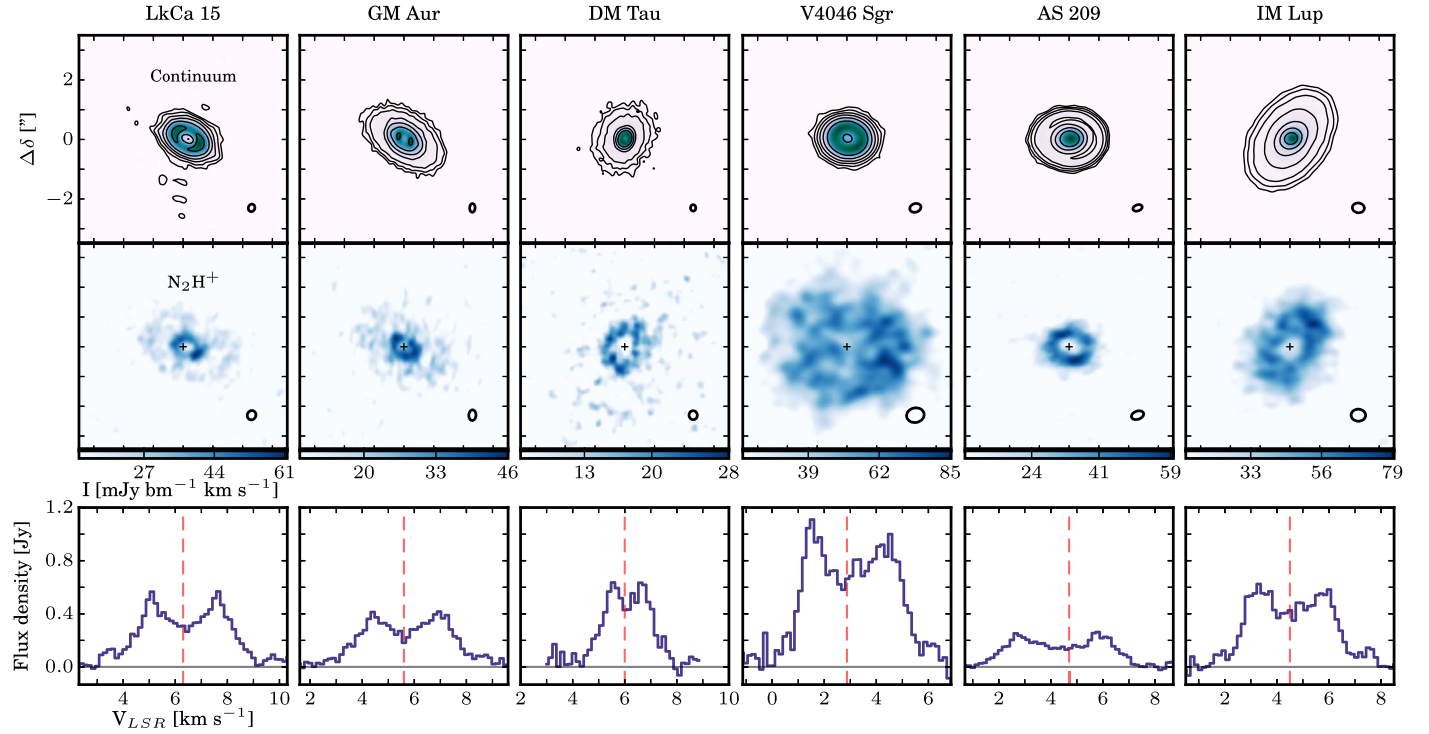 LkCa 15 GM Aur DM Tau V4046 Sgr AS 209 IM Lup
Continuum
2
0
−2
Δδ ["]
N₂H⁺
27 44 61 20 33 46 13 20 28 39 62 85 24 41 59 33 56 79
I [mJy bm⁻¹ km s⁻¹]
1.2
0.8
0.4
0.0
Flux density [Jy]
4 6 8 10 2 4 6 8 2 4 6 8 10 0 2 4 6 2 4 6 8 2 4 6 8
V_LSR [km s⁻¹]